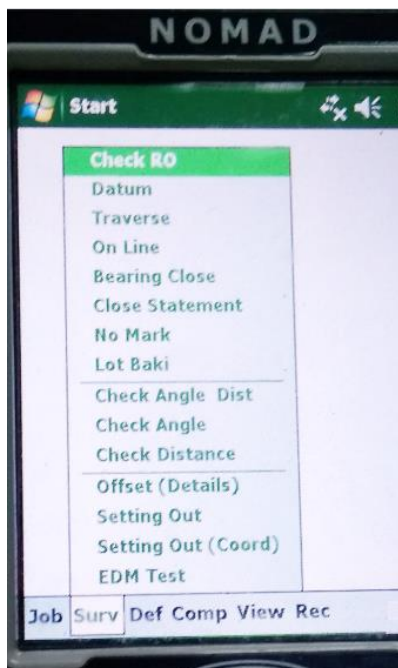 NOMAD
Start
Check RO
Datum
Traverse
On Line
Bearing Close
Close Statement
No Mark
Lot Baki
Check Angle Dist
Check Angle
Check Distance
Offset (Details)
Setting Out
Setting Out (Coord)
EDM Test
Job Surv Def Comp View Rec